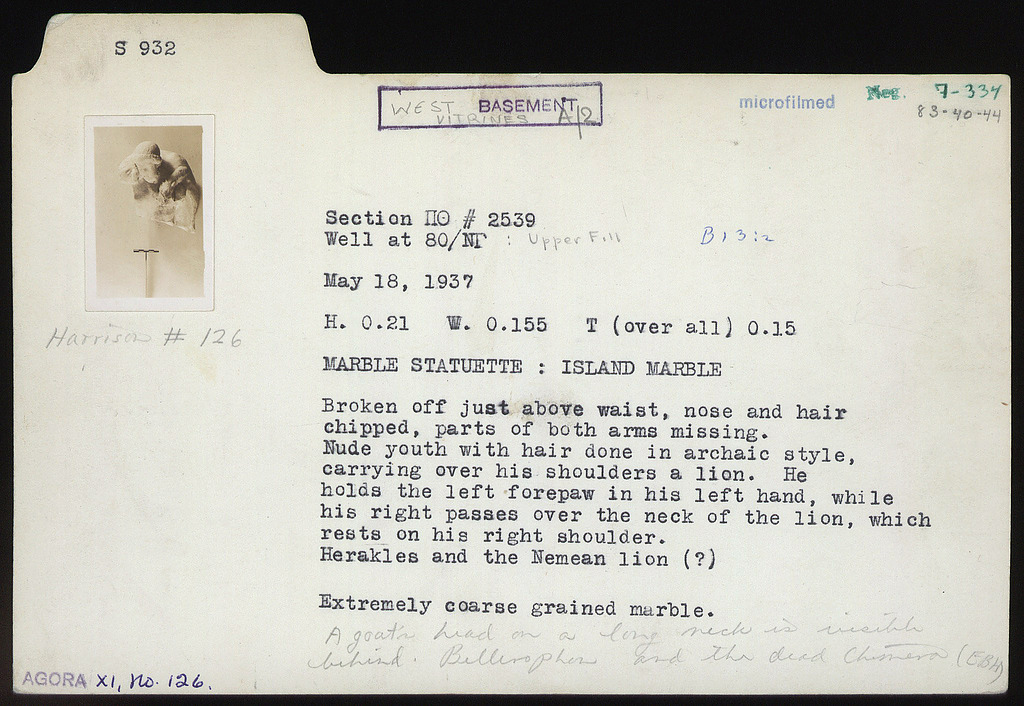 S 932
WEST BASEMENT
VITRINES A/2
microfilmed
Neg. 7-334
83-40-44
Section ΠΘ # 2539
Well at 80/ΝΓ : Upper Fill B 13:2
May 18, 1937
H. 0.21 W. 0.155 T (over all) 0.15
Harrison # 126
MARBLE STATUETTE : ISLAND MARBLE
Broken off just above waist, nose and hair
chipped, parts of both arms missing.
Nude youth with hair done in archaic style,
carrying over his shoulders a lion. He
holds the left forepaw in his left hand, while
his right passes over the neck of the lion, which
rests on his right shoulder.
Herakles and the Nemean lion (?)
Extremely coarse grained marble.
A goat's head on a long neck is visible
behind. Bellerophon and the dead Chimera (EBH)
AGORA XI, No. 126.